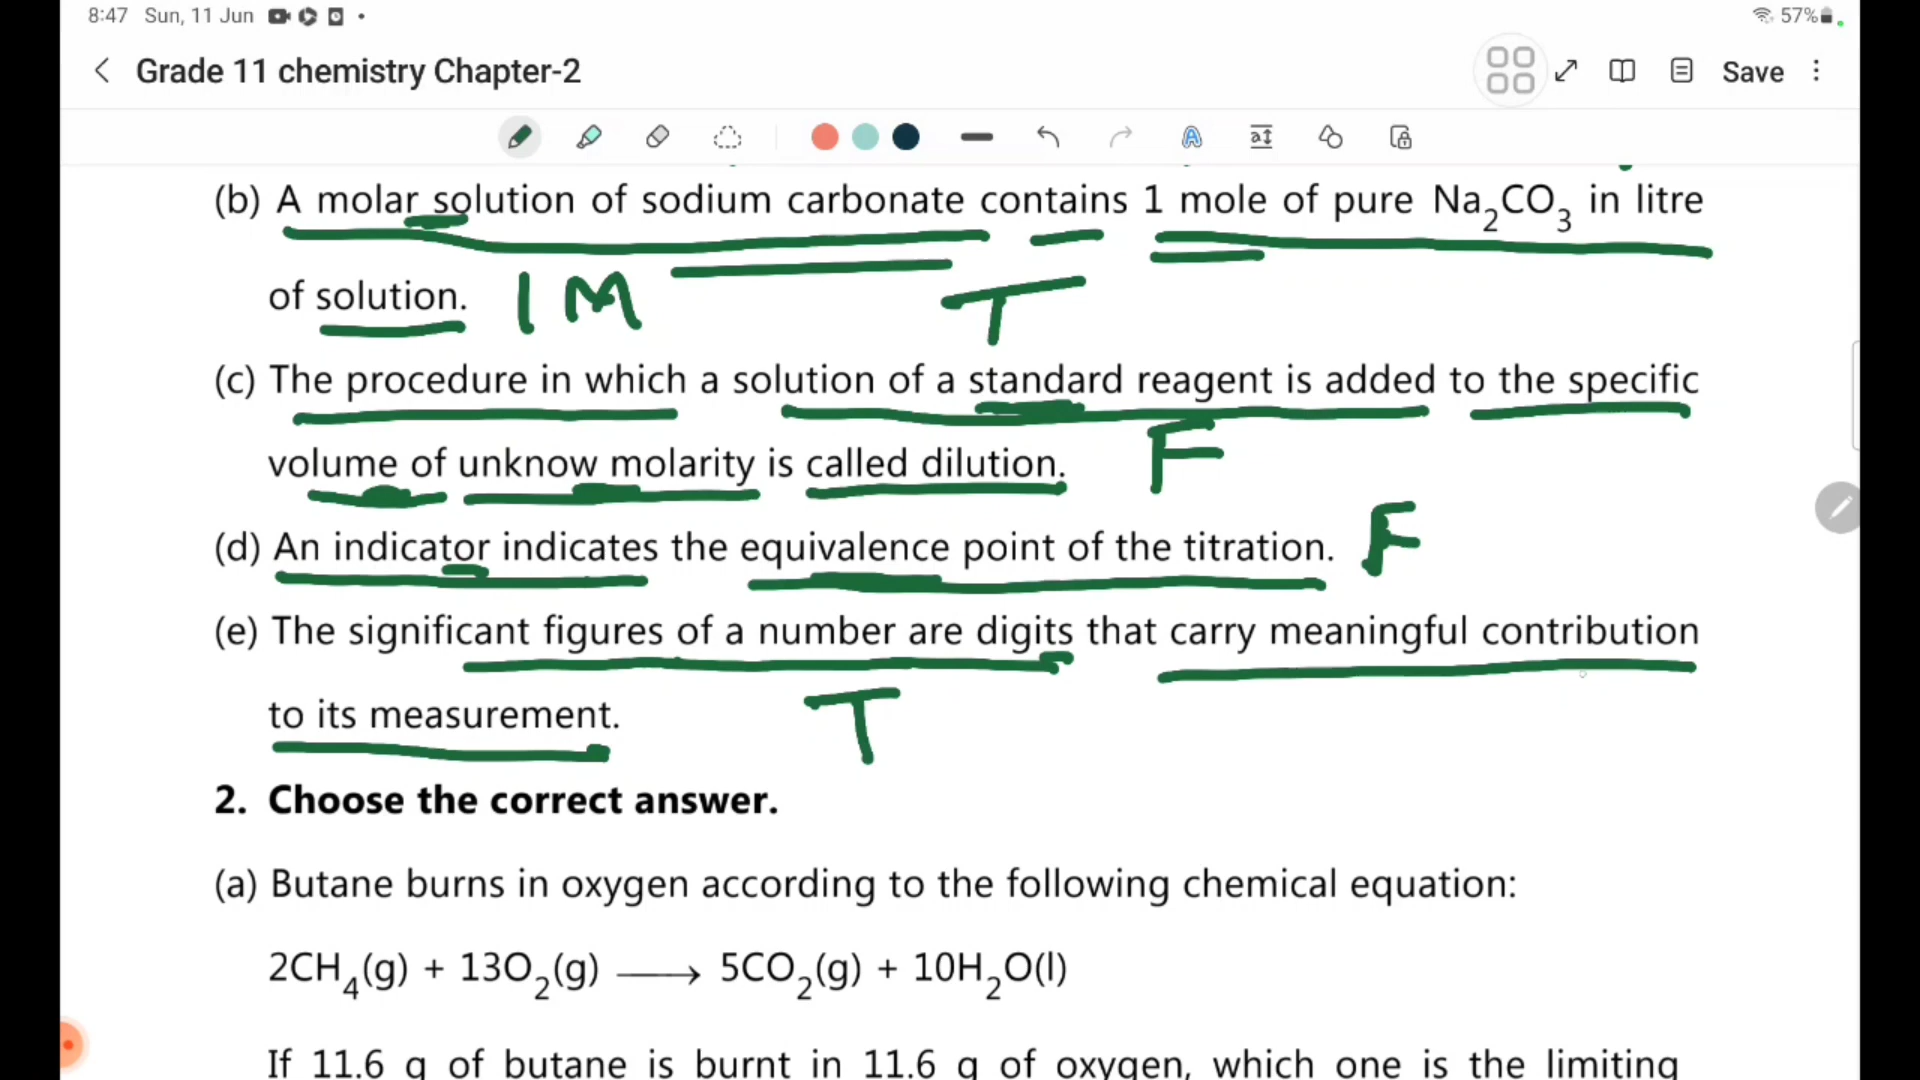 8:47 Sun, 11 Jun 57%
Grade 11 chemistry Chapter-2 Save
(b) A molar solution of sodium carbonate contains 1 mole of pure Na₂CO₃ in litre
of solution. 1 M T
(c) The procedure in which a solution of a standard reagent is added to the specific
volume of unknow molarity is called dilution. F
(d) An indicator indicates the equivalence point of the titration. F
(e) The significant figures of a number are digits that carry meaningful contribution
to its measurement. T
2. Choose the correct answer.
(a) Butane burns in oxygen according to the following chemical equation:
2CH₄(g) + 13O₂(g) ⟶ 5CO₂(g) + 10H₂O(l)
If 11.6 g of butane is burnt in 11.6 g of oxygen, which one is the limiting